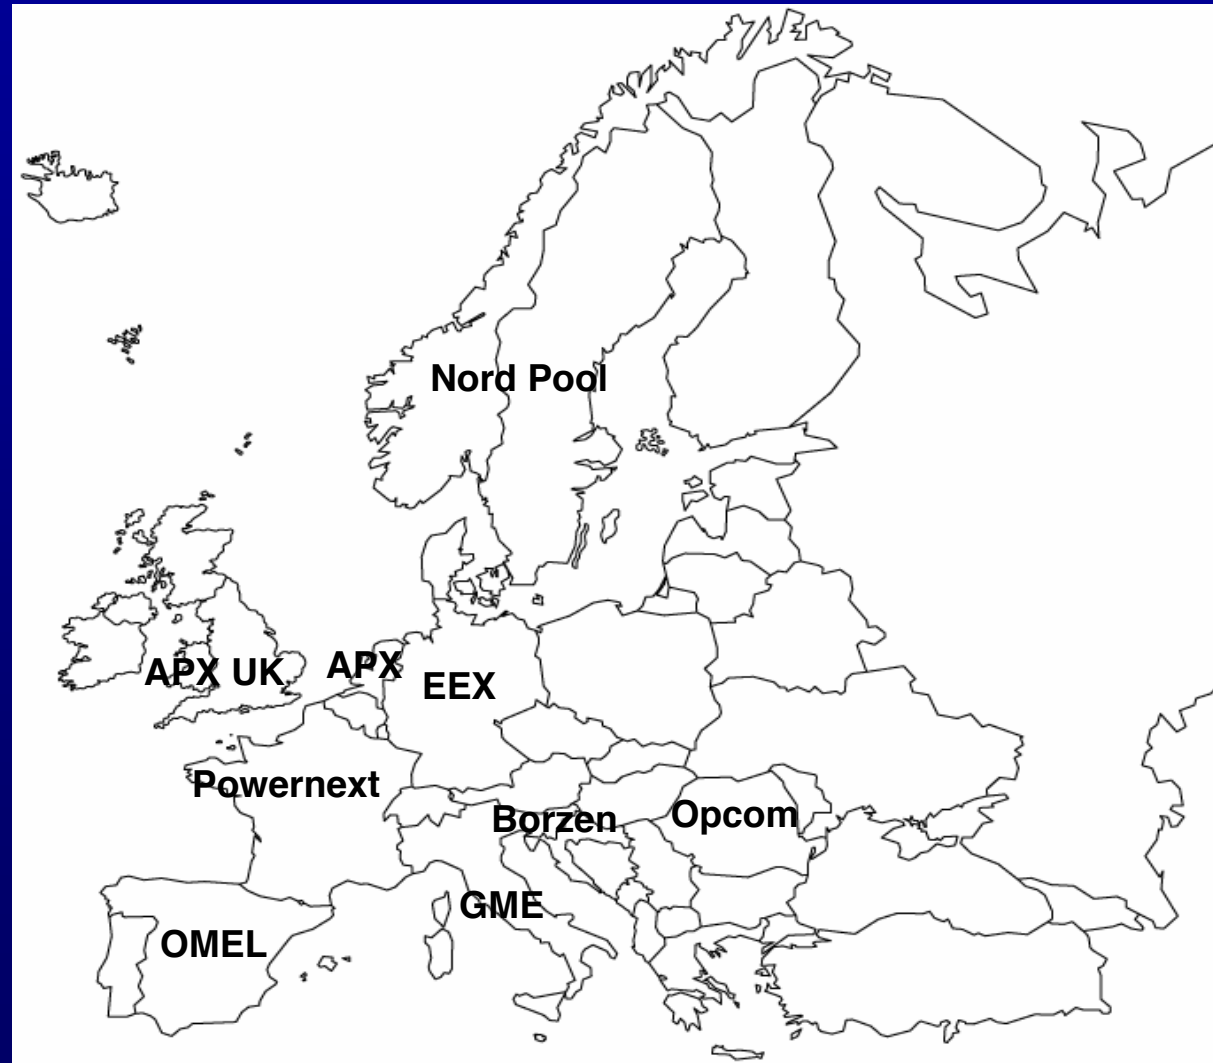 Nord Pool
APX UK
APX
EEX
Powernext
Borzen
Opcom
GME
OMEL